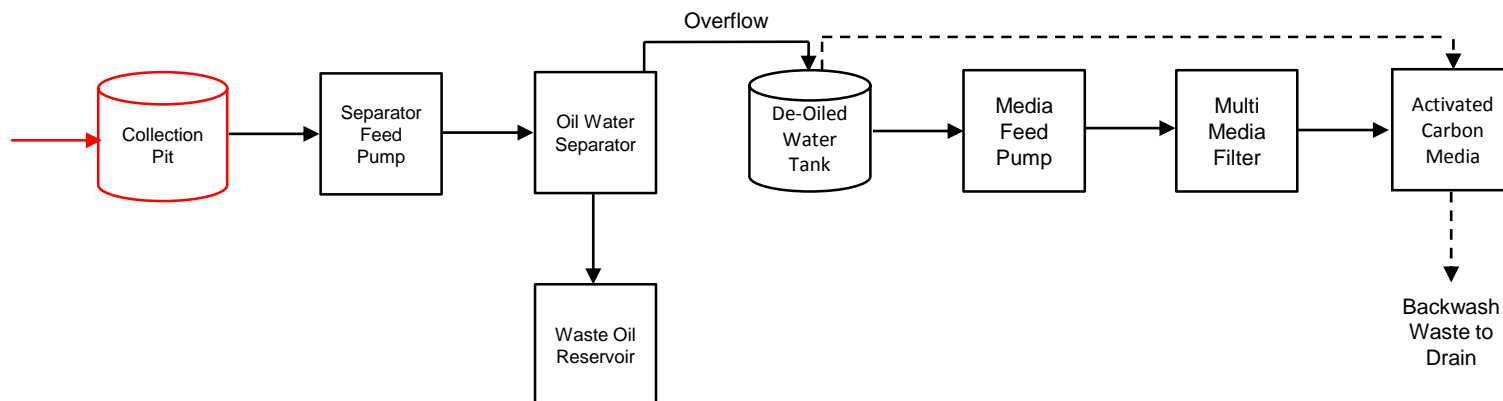 Overflow
Collection
Pit
Separator
Feed
Pump
Oil Water
Separator
De-Oiled
Water
Tank
Media
Feed
Pump
Multi
Media
Filter
Activated
Carbon
Media
Waste Oil
Reservoir
Backwash
Waste to
Drain